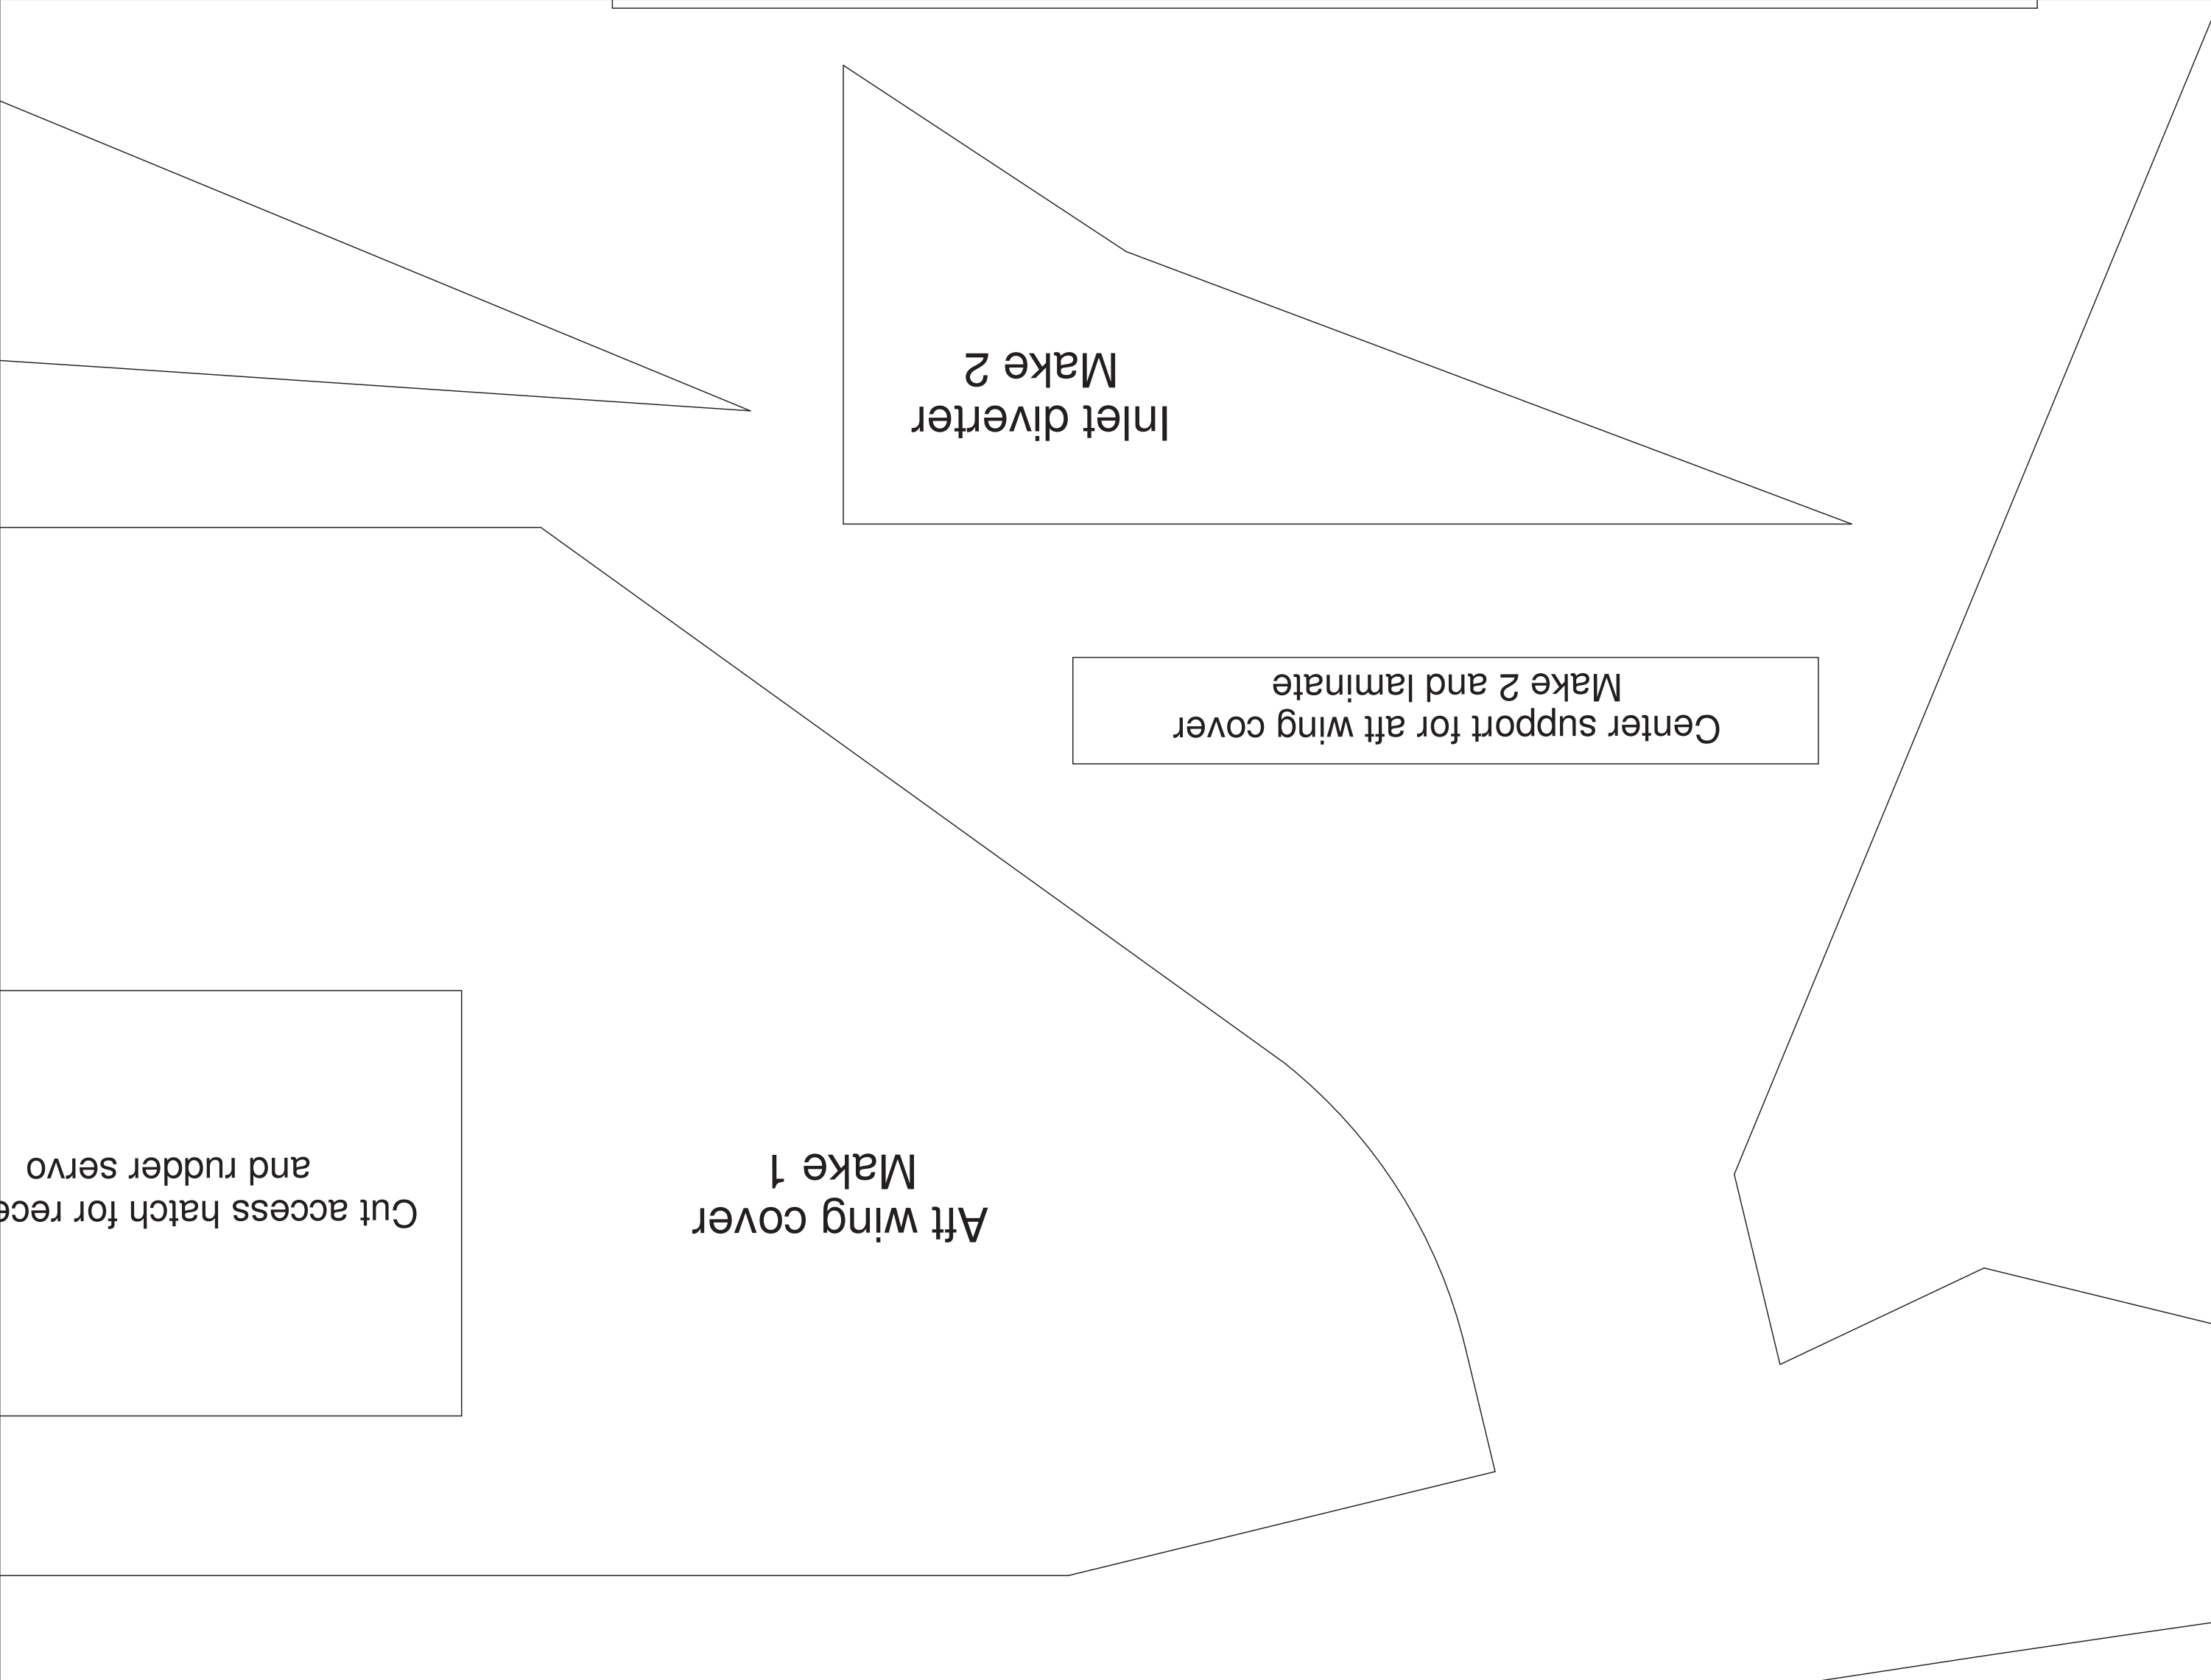 Aft wing cover
Make 1
Cut access hatch for rece
and rudder servo
Center support for aft wing cover
Make 2 and laminate
Inlet diverter
Make 2